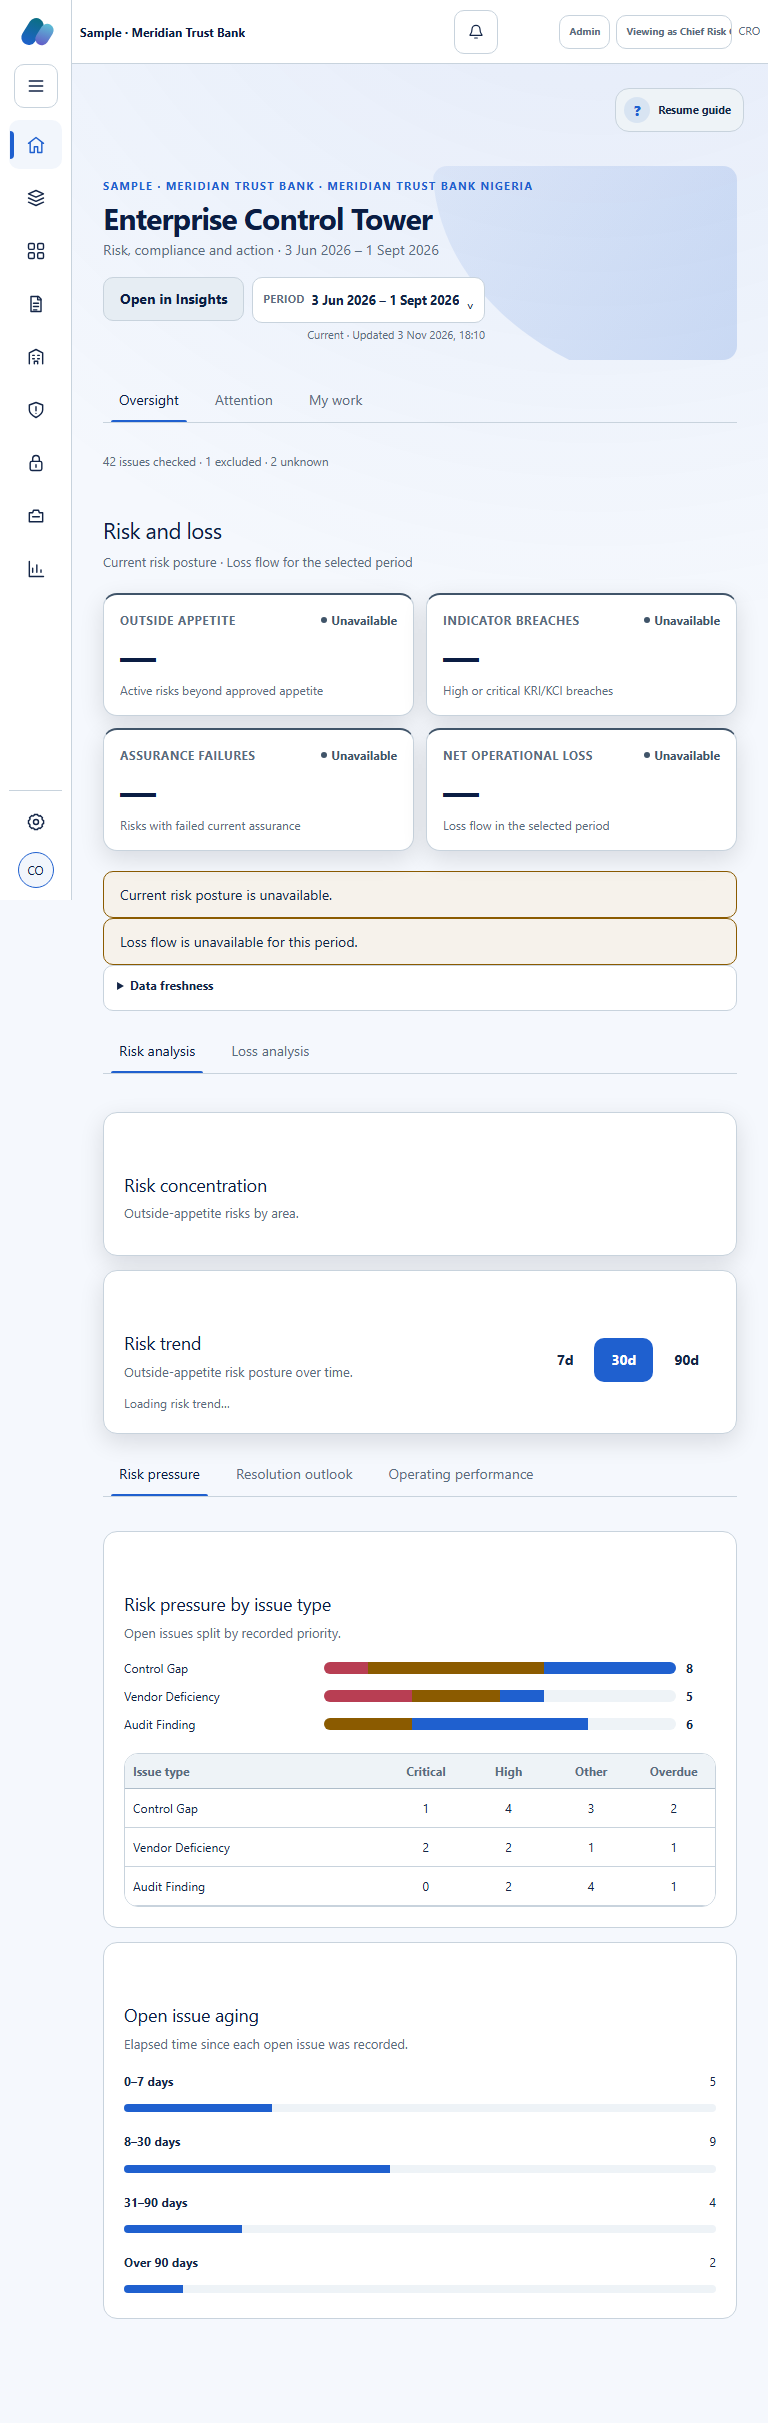 Sample · Meridian Trust Bank
Admin
Viewing as Chief Risk
CRO
? Resume guide
SAMPLE · MERIDIAN TRUST BANK · MERIDIAN TRUST BANK NIGERIA
Enterprise Control Tower
Risk, compliance and action · 3 Jun 2026 – 1 Sept 2026
Open in Insights
PERIOD 3 Jun 2026 – 1 Sept 2026 v
Current · Updated 3 Nov 2026, 18:10
Oversight Attention My work
42 issues checked · 1 excluded · 2 unknown
Risk and loss
Current risk posture · Loss flow for the selected period
OUTSIDE APPETITE • Unavailable
—
Active risks beyond approved appetite
INDICATOR BREACHES • Unavailable
—
High or critical KRI/KCI breaches
ASSURANCE FAILURES • Unavailable
—
Risks with failed current assurance
NET OPERATIONAL LOSS • Unavailable
—
Loss flow in the selected period
Current risk posture is unavailable.
Loss flow is unavailable for this period.
Data freshness
CO
Risk analysis Loss analysis
Risk concentration
Outside-appetite risks by area.
Risk trend
Outside-appetite risk posture over time.
7d 30d 90d
Loading risk trend...
Risk pressure Resolution outlook Operating performance
Risk pressure by issue type
Open issues split by recorded priority.
Control Gap 8
Vendor Deficiency 5
Audit Finding 6
Issue type Critical High Other Overdue
Control Gap 1 4 3 2
Vendor Deficiency 2 2 1 1
Audit Finding 0 2 4 1
Open issue aging
Elapsed time since each open issue was recorded.
0–7 days 5
8–30 days 9
31–90 days 4
Over 90 days 2